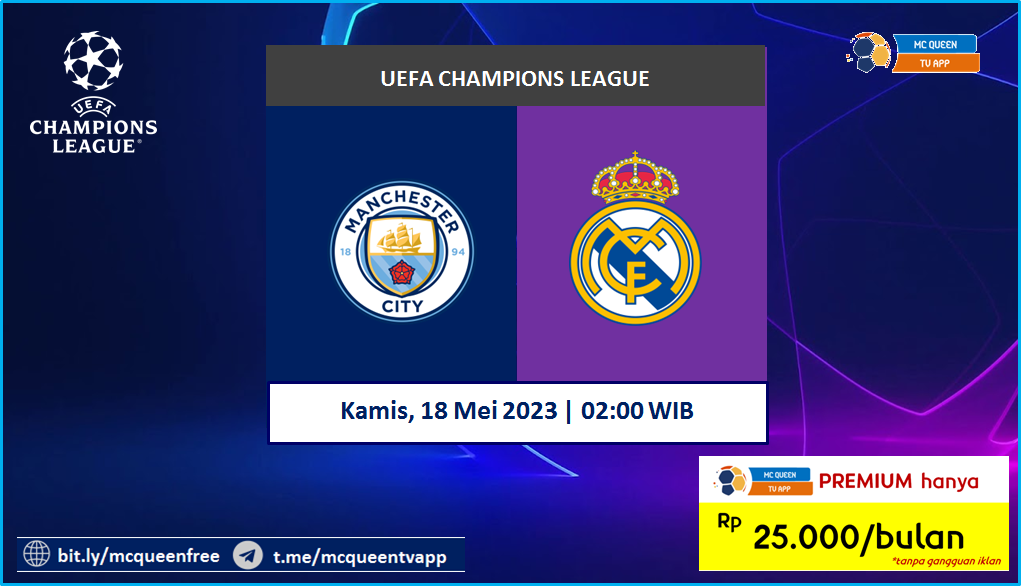 UEFA
CHAMPIONS
LEAGUE®
UEFA CHAMPIONS LEAGUE
MC QUEEN
TV APP
MANCHESTER
18 94
CITY
Kamis, 18 Mei 2023 | 02:00 WIB
MC QUEEN
TV APP
PREMIUM hanya
Rp 25.000/bulan
*tanpa gangguan iklan
bit.ly/mcqueenfree t.me/mcqueentvapp